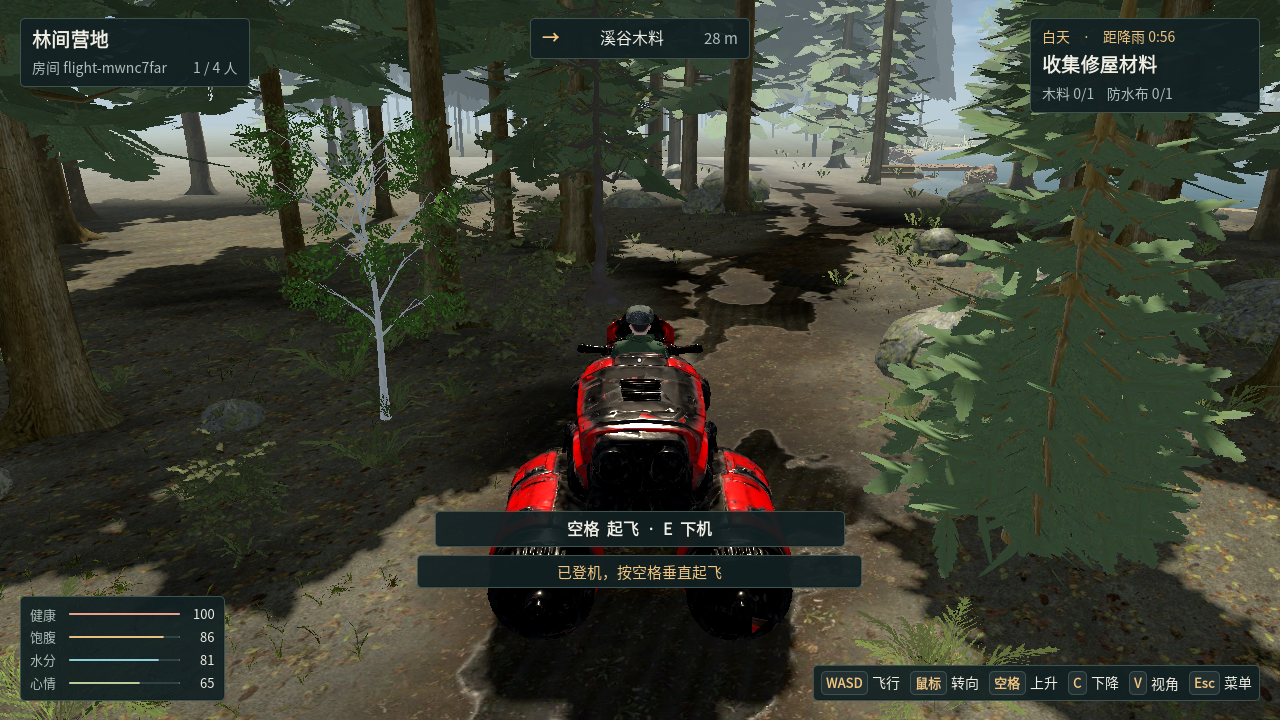 林间营地
房间 flight-mwnc7far 1 / 4 人
→ 溪谷木料 28 m
白天 · 距降雨 0:56
收集修屋材料
木料 0/1 防水布 0/1
空格 起飞 · E 下机
已登机，按空格垂直起飞
健康 100
饱腹 86
水分 81
心情 65
WASD 飞行 鼠标 转向 空格 上升 C 下降 V 视角 Esc 菜单